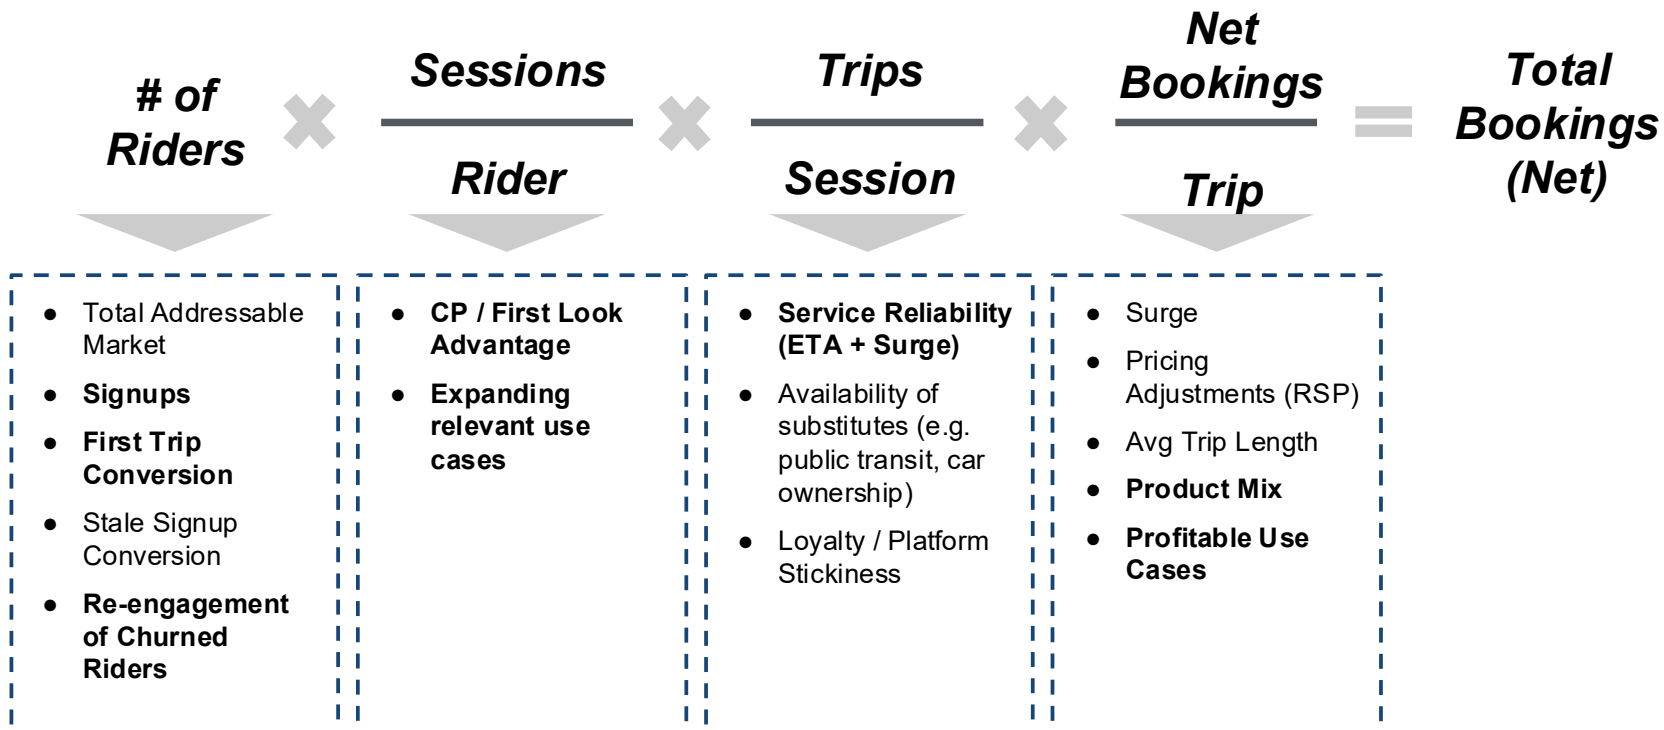 # of
Riders
Sessions
Rider
Trips
Session
Net
Bookings
Trip
Total
Bookings
(Net)
● Total Addressable
Market
● Signups
● First Trip
Conversion
● Stale Signup
Conversion
● Re-engagement
of Churned
Riders
● CP / First Look
Advantage
● Expanding
relevant use
cases
● Service Reliability
(ETA + Surge)
● Availability of
substitutes (e.g.
public transit, car
ownership)
● Loyalty / Platform
Stickiness
● Surge
● Pricing
Adjustments (RSP)
● Avg Trip Length
● Product Mix
● Profitable Use
Cases